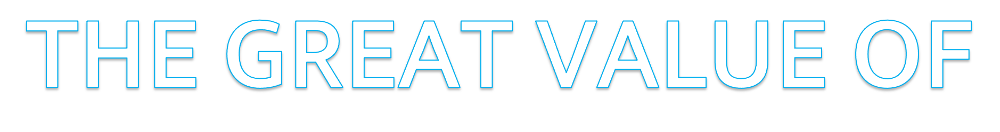 THE GREAT VALUE OF